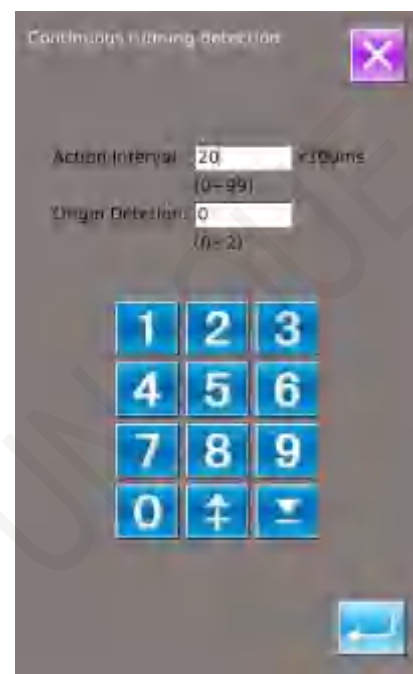 Continuous running detection
Action Interval: 20 x10ums
(0~99)
Origin Detection: 0
(0~2)
1 2 3
4 5 6
7 8 9
0